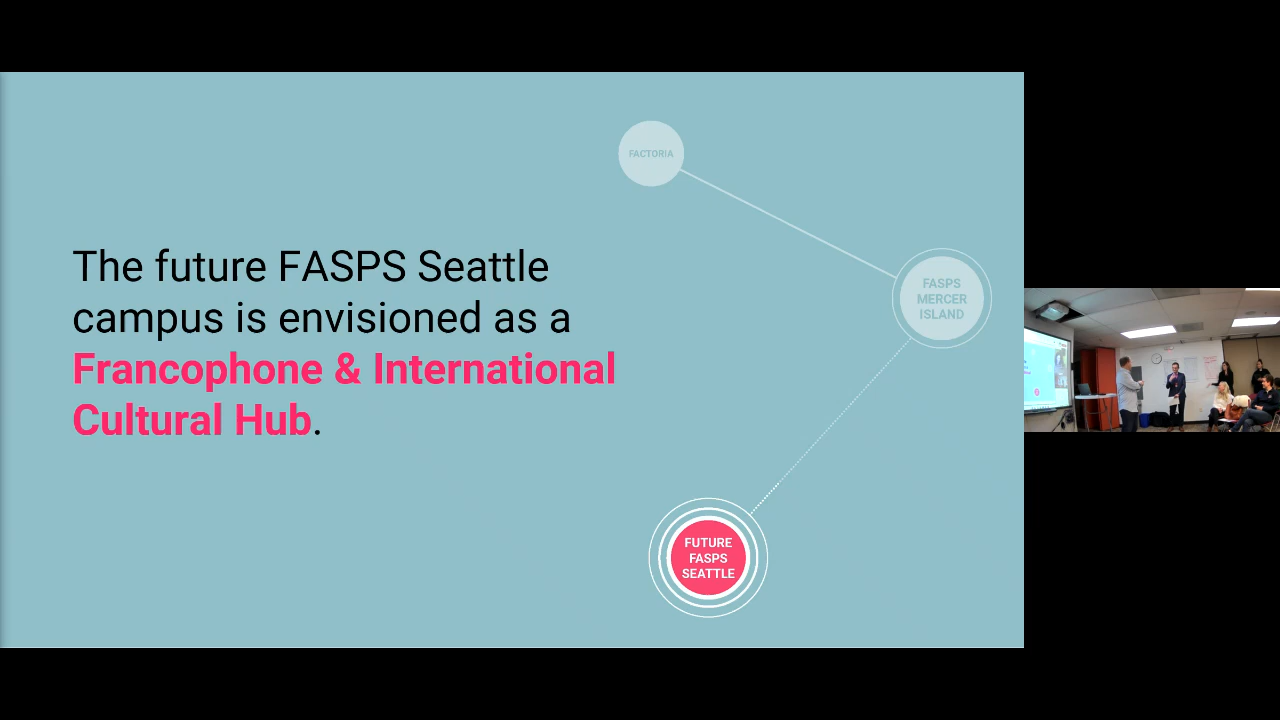 FACTORIA
The future FASPS Seattle
campus is envisioned as a
Francophone & International
Cultural Hub.
FASPS
MERCER
ISLAND
FUTURE
FASPS
SEATTLE